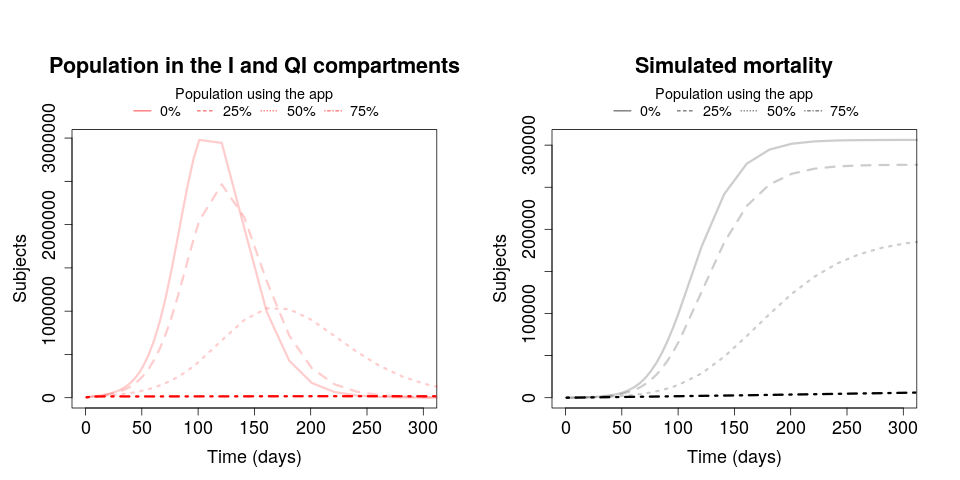 Population in the I and QI compartments
Population using the app
0% 25% 50% 75%
Subjects
0 1000000 2000000 3000000
0 50 100 150 200 250 300
Time (days)
Simulated mortality
Population using the app
0% 25% 50% 75%
Subjects
0 100000 200000 300000
0 50 100 150 200 250 300
Time (days)